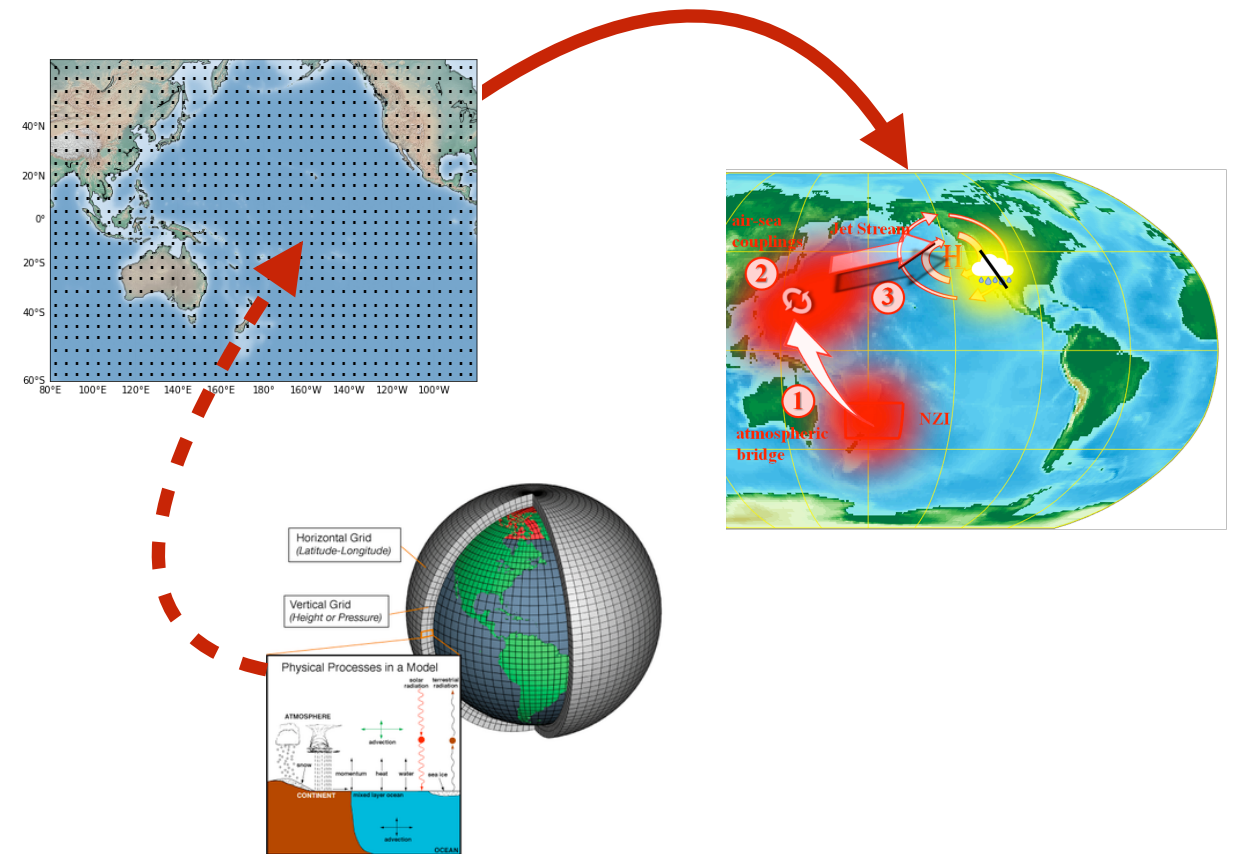 40°N
20°N
0°
20°S
40°S
60°S
80°E 100°E 120°E 140°E 160°E 180°W 160°W 140°W 120°W 100°W
air-sea
couplings
Jet Stream
H
2
3
1
NZI
atmospheric
bridge
Horizontal Grid
(Latitude-Longitude)
Vertical Grid
(Height or Pressure)
Physical Processes in a Model
solar
radiation
terrestrial
radiation
ATMOSPHERE
advection
snow
momentum heat water sea ice
CONTINENT
mixed layer ocean
advection
OCEAN